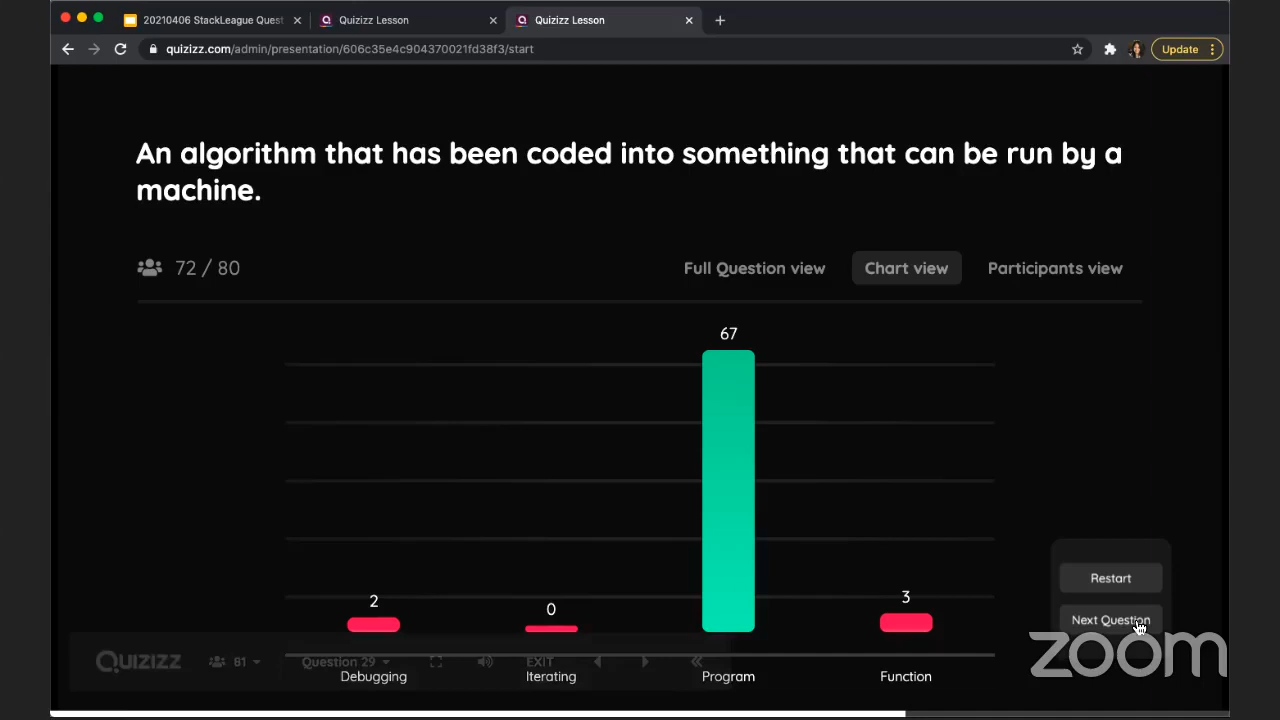 20210406 StackLeague Quest
Quizizz Lesson
Quizizz Lesson
quizizz.com/admin/presentation/606c35e4c904370021fd38f3/start
Update
An algorithm that has been coded into something that can be run by a
machine.
72 / 80
Full Question view
Chart view
Participants view
67
2
0
3
Restart
Next Question
QUIZIZZ
81
Question 29
EXIT
Debugging
Iterating
Program
Function
zoom